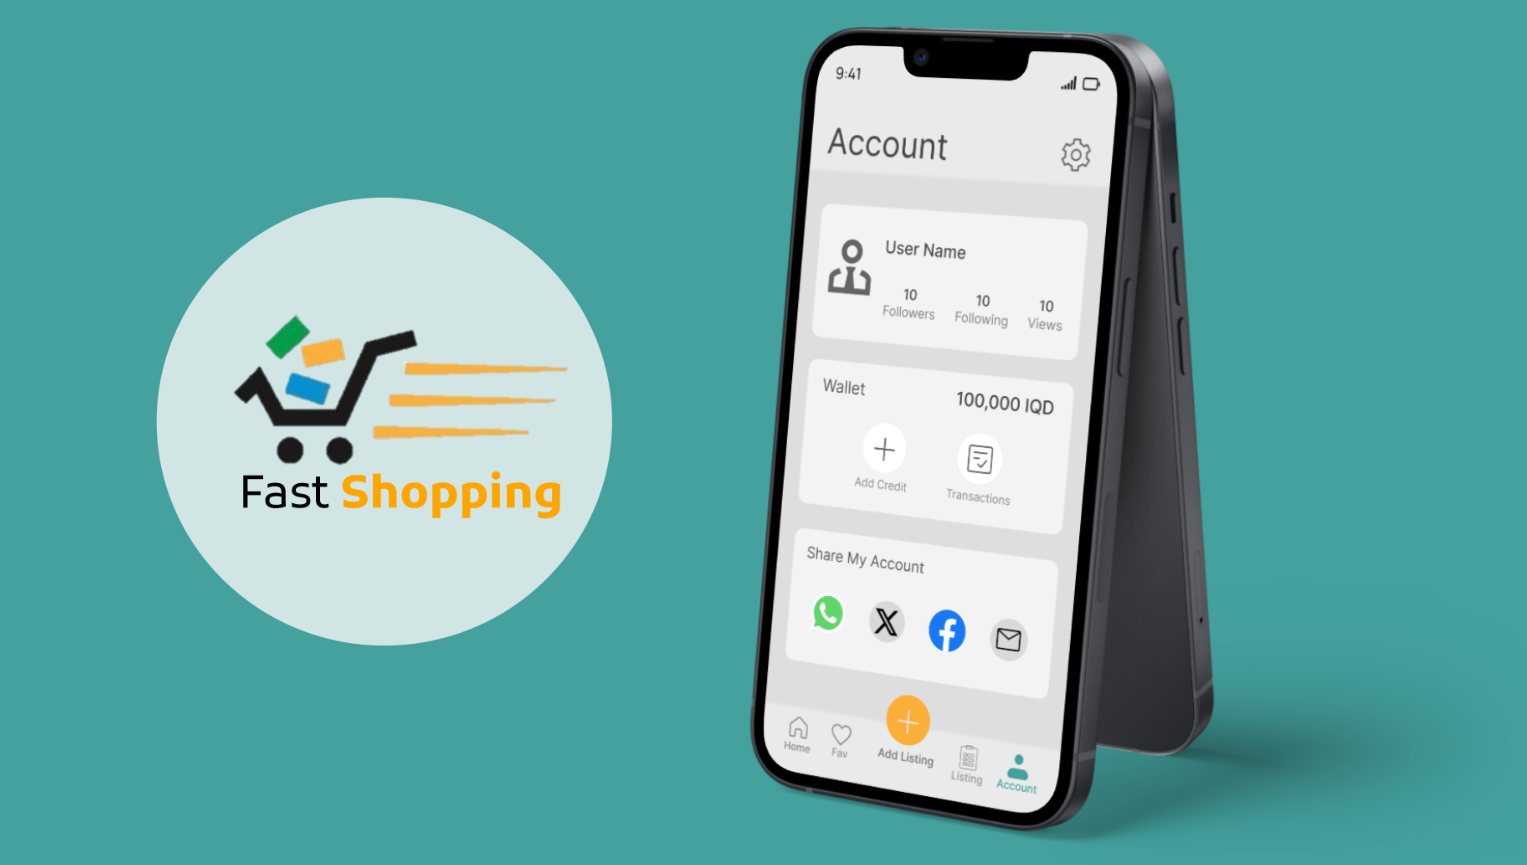 Fast Shopping
9:41
Account
User Name
10 10 10
Followers Following Views
Wallet 100,000 IQD
Add Credit Transactions
Share My Account
Home Fav Add Listing Listing Account